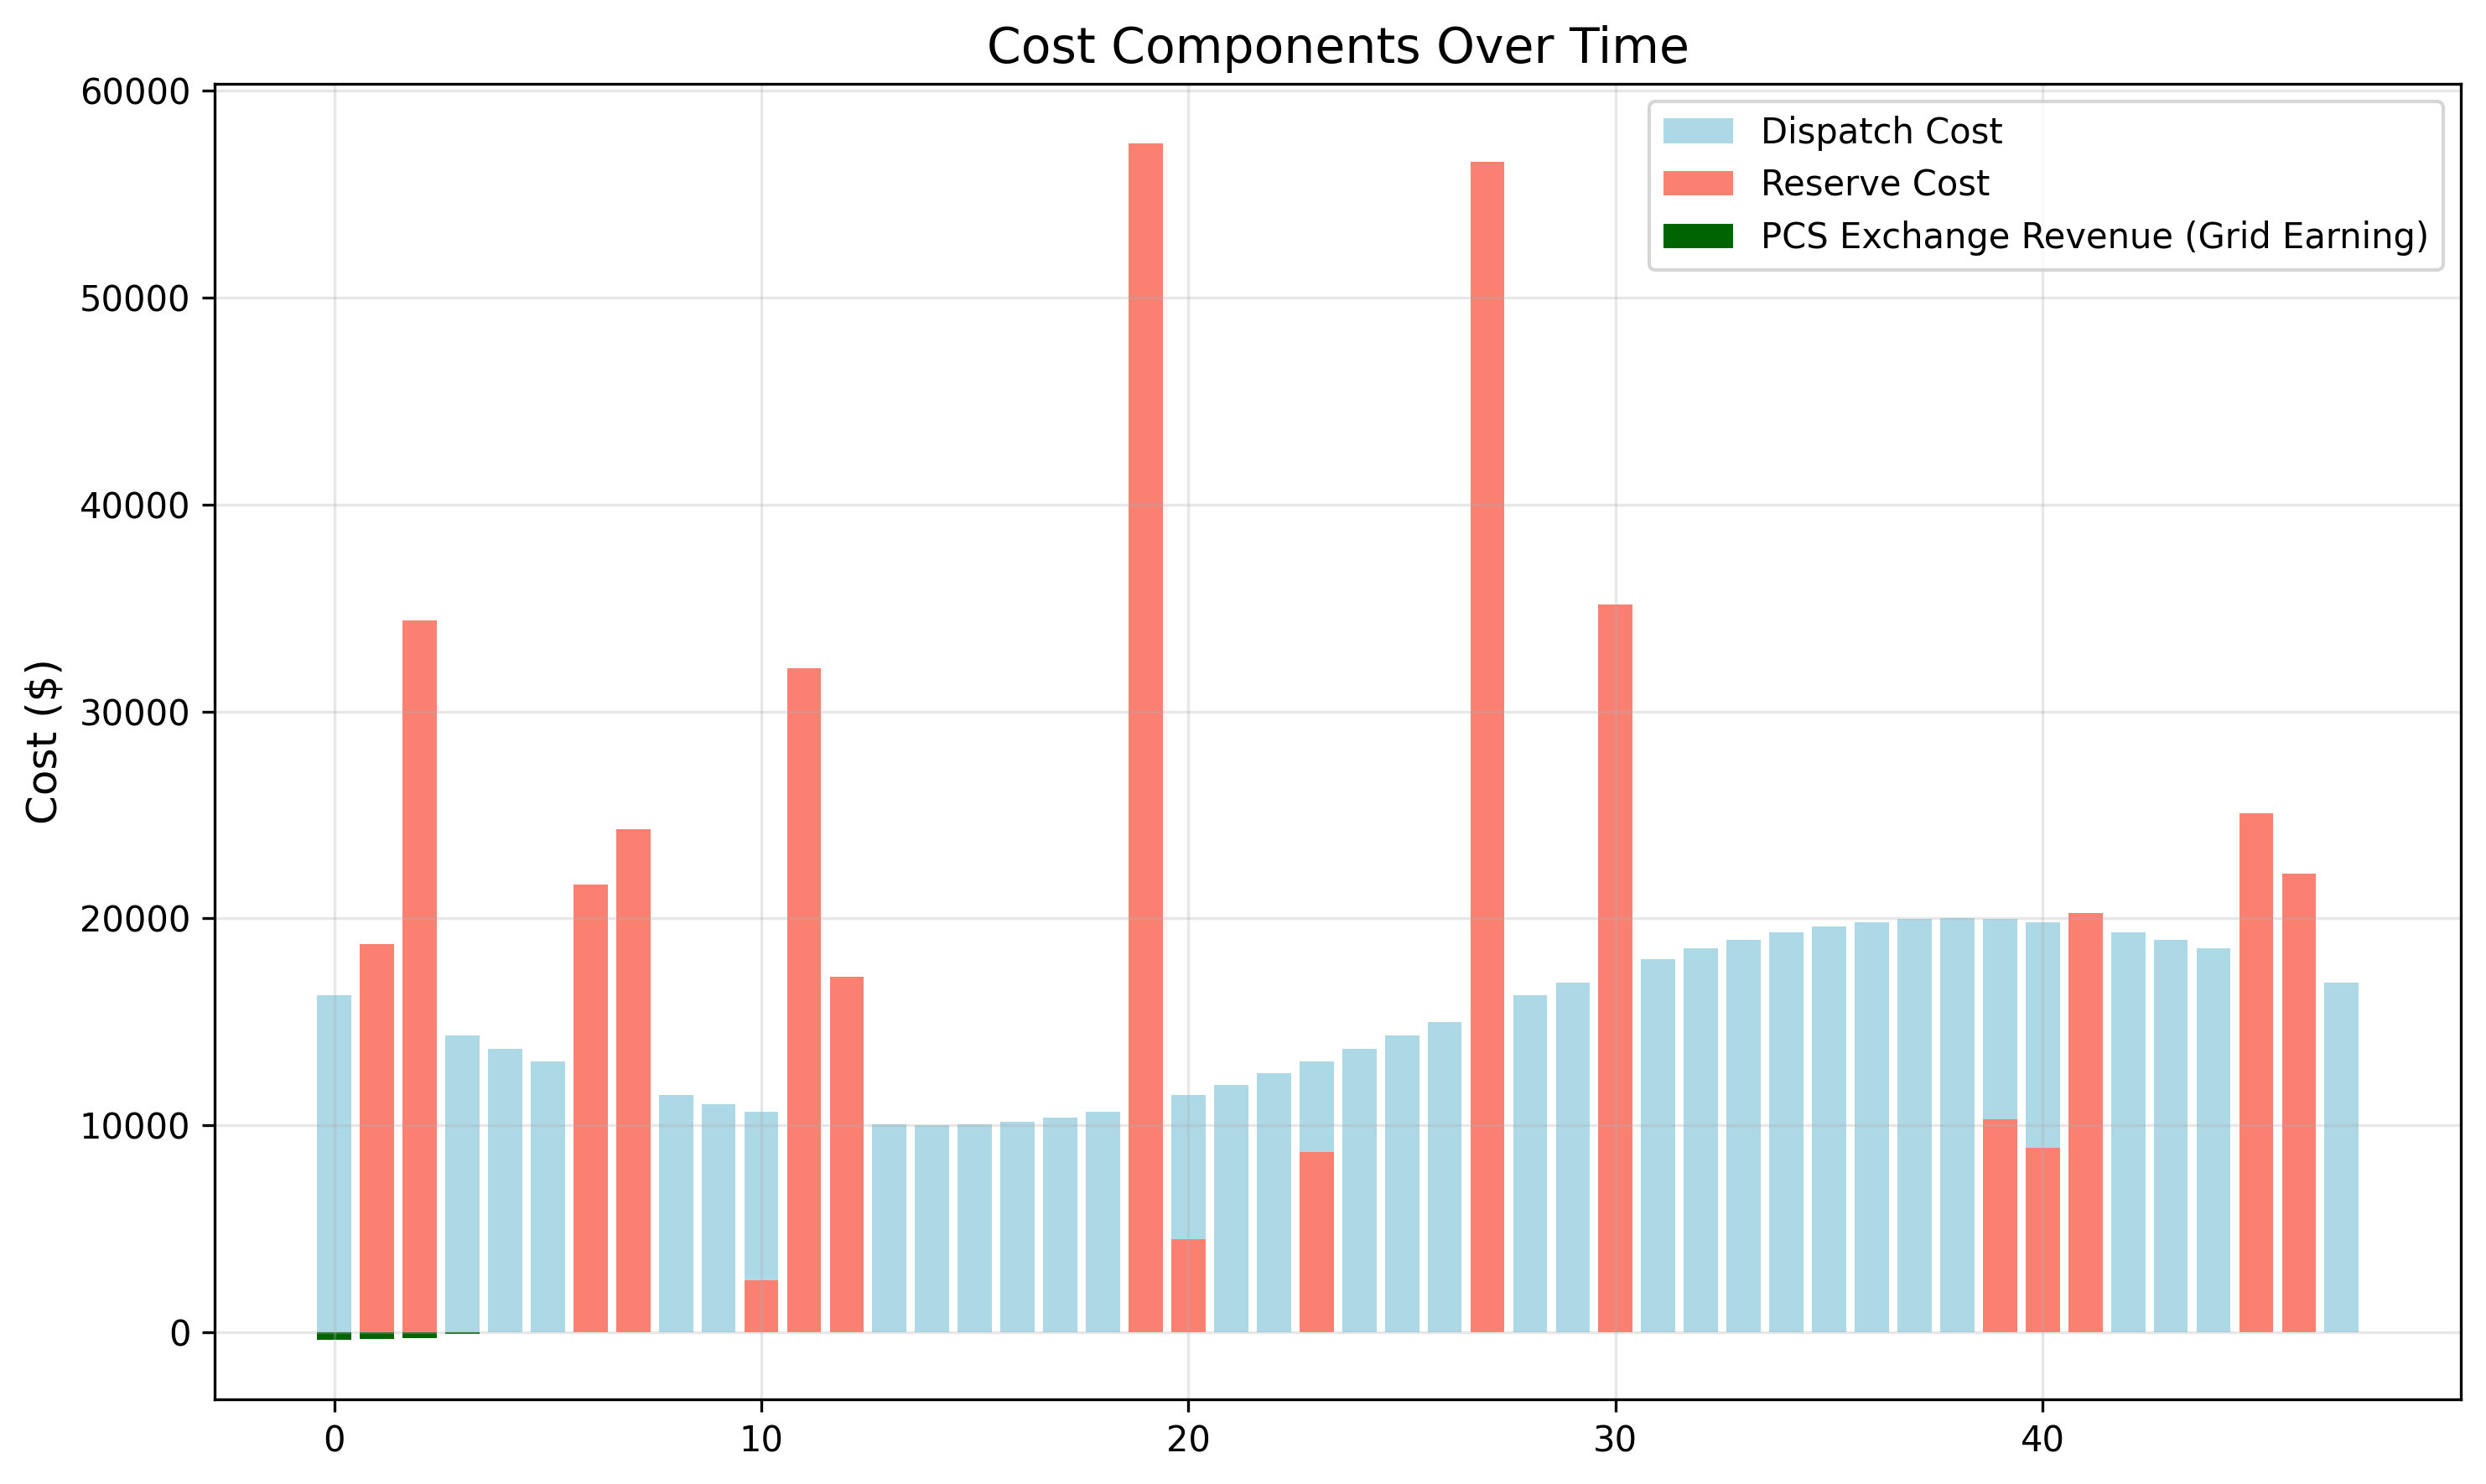 Cost Components Over Time
Dispatch Cost
Reserve Cost
PCS Exchange Revenue (Grid Earning)
Cost ($)
60000
50000
40000
30000
20000
10000
0
0 10 20 30 40